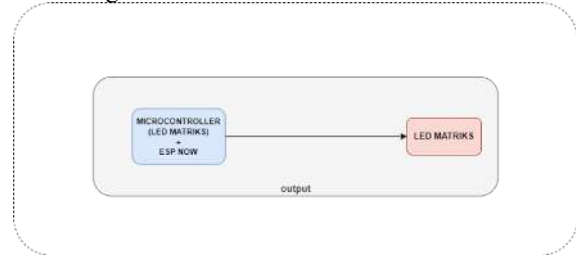 MICROCONTROLLER
(LED MATRIKS)
+
ESP NOW
LED MATRIKS
output